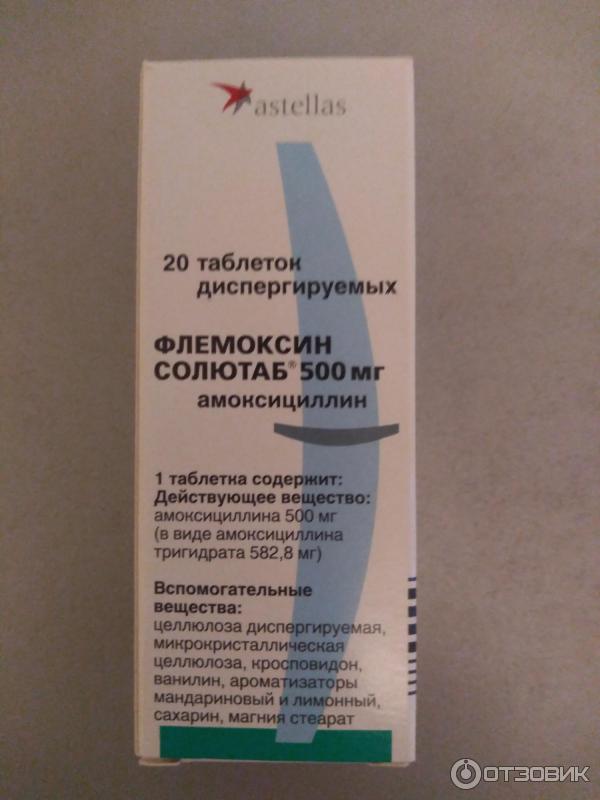 astellas
20 таблеток
диспергируемых
ФЛЕМОКСИН
СОЛЮТАБ® 500 мг
амоксициллин
1 таблетка содержит:
Действующее вещество:
амоксициллина 500 мг
(в виде амоксициллина
тригидрата 582,8 мг)
Вспомогательные
вещества:
целлюлоза диспергируемая,
микрокристаллическая
целлюлоза, кросповидон,
ванилин, ароматизаторы
мандариновый и лимонный,
сахарин, магния стеарат
ОТЗОВИК